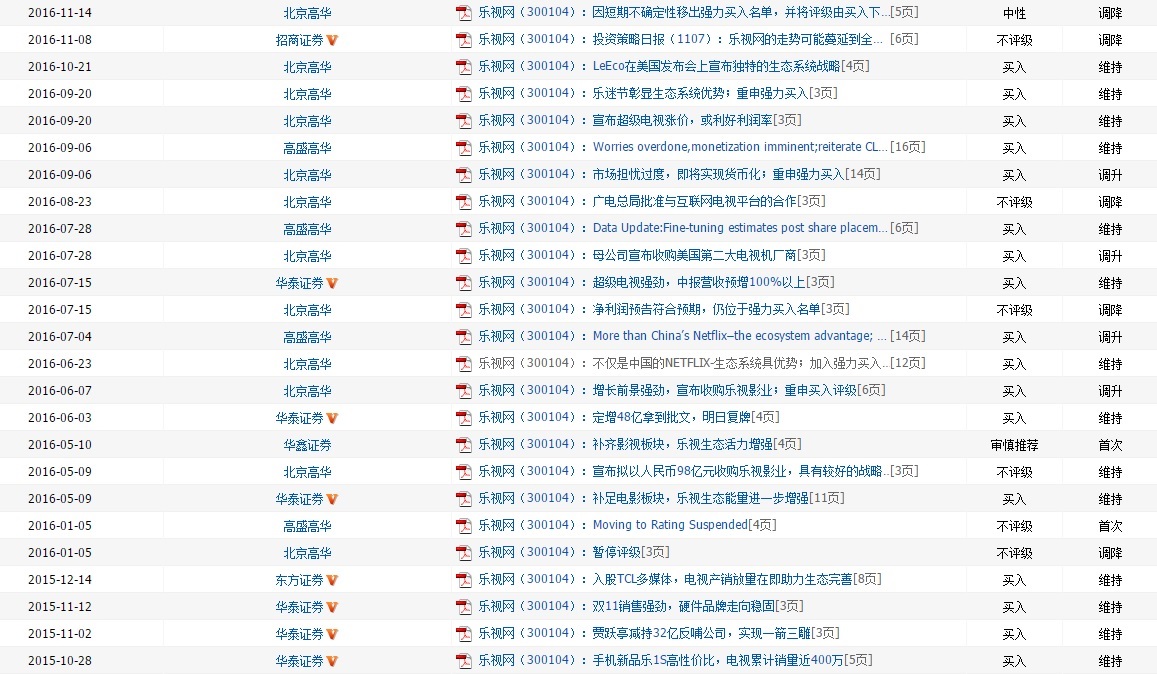 2016-11-14 北京高华 乐视网（300104）：因短期不确定性移出强力买入名单，并将评级由买入下...[5页] 中性 调降
2016-11-08 招商证券 乐视网（300104）：投资策略日报（1107）：乐视网的走势可能蔓延到全... [6页] 不评级 调降
2016-10-21 北京高华 乐视网（300104）：LeEco在美国发布会上宣布独特的生态系统战略[4页] 买入 维持
2016-09-20 北京高华 乐视网（300104）：乐迷节彰显生态系统优势；重申强力买入[3页] 买入 维持
2016-09-20 北京高华 乐视网（300104）：宣布超级电视涨价，或利好利润率[3页] 买入 维持
2016-09-06 高盛高华 乐视网（300104）：Worries overdone,monetization imminent;reiterate CL... [16页] 买入 维持
2016-09-06 北京高华 乐视网（300104）：市场担忧过度，即将实现货币化；重申强力买入[14页] 买入 调升
2016-08-23 北京高华 乐视网（300104）：广电总局批准与互联网电视平台的合作[3页] 不评级 调降
2016-07-28 高盛高华 乐视网（300104）：Data Update:Fine-tuning estimates post share placem... [6页] 买入 维持
2016-07-28 北京高华 乐视网（300104）：母公司宣布收购美国第二大电视机厂商[3页] 买入 调升
2016-07-15 华泰证券 乐视网（300104）：超级电视强劲，中报营收预增100%以上[3页] 买入 维持
2016-07-15 北京高华 乐视网（300104）：净利润预告符合预期，仍位于强力买入名单[3页] 不评级 调降
2016-07-04 高盛高华 乐视网（300104）：More than China's Netflix–the ecosystem advantage; ... [14页] 买入 调升
2016-06-23 北京高华 乐视网（300104）：不仅是中国的NETFLIX-生态系统具优势；加入强力买入...[12页] 买入 维持
2016-06-07 北京高华 乐视网（300104）：增长前景强劲，宣布收购乐视影业；重申买入评级[6页] 买入 调升
2016-06-03 华泰证券 乐视网（300104）：定增48亿拿到批文，明日复牌[4页] 买入 维持
2016-05-10 华鑫证券 乐视网（300104）：补齐影视板块，乐视生态活力增强[4页] 审慎推荐 首次
2016-05-09 北京高华 乐视网（300104）：宣布拟以人民币98亿元收购乐视影业，具有较好的战略...[3页] 不评级 维持
2016-05-09 华泰证券 乐视网（300104）：补足电影板块，乐视生态能量进一步增强[11页] 买入 维持
2016-01-05 高盛高华 乐视网（300104）：Moving to Rating Suspended[4页] 不评级 首次
2016-01-05 北京高华 乐视网（300104）：暂停评级[3页] 不评级 调降
2015-12-14 东方证券 乐视网（300104）：入股TCL多媒体，电视产销放量在即助力生态完善[8页] 买入 维持
2015-11-12 华泰证券 乐视网（300104）：双11销售强劲，硬件品牌走向稳固[3页] 买入 维持
2015-11-02 华泰证券 乐视网（300104）：贾跃亭减持32亿反哺公司，实现一箭三雕[3页] 买入 维持
2015-10-28 华泰证券 乐视网（300104）：手机新品乐1S高性价比，电视累计销量近400万[5页] 买入 维持